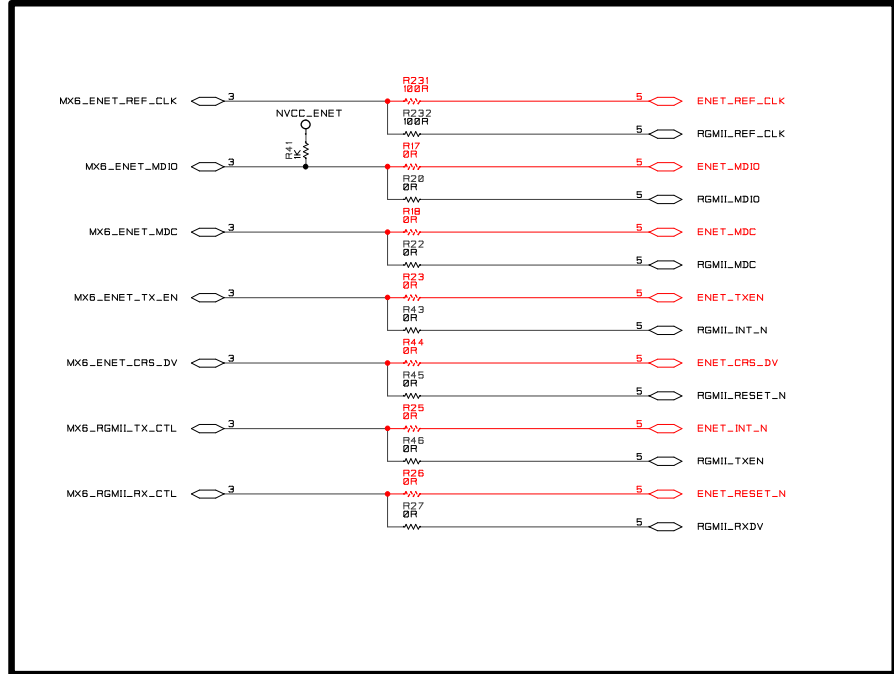 R231
100R
MX6_ENET_REF_CLK 3 5 ENET_REF_CLK
NVCC_ENET
R232
100R
5 RGMII_REF_CLK
R41
1K
R17
0R
MX6_ENET_MDIO 3 5 ENET_MDIO
R20
0R
5 RGMII_MDIO
R18
0R
MX6_ENET_MDC 3 5 ENET_MDC
R22
0R
5 RGMII_MDC
R23
0R
MX6_ENET_TX_EN 3 5 ENET_TXEN
R43
0R
5 RGMII_INT_N
R44
0R
MX6_ENET_CRS_DV 3 5 ENET_CRS_DV
R45
0R
5 RGMII_RESET_N
R25
0R
MX6_RGMII_TX_CTL 3 5 ENET_INT_N
R46
0R
5 RGMII_TXEN
R26
0R
MX6_RGMII_RX_CTL 3 5 ENET_RESET_N
R27
0R
5 RGMII_RXDV